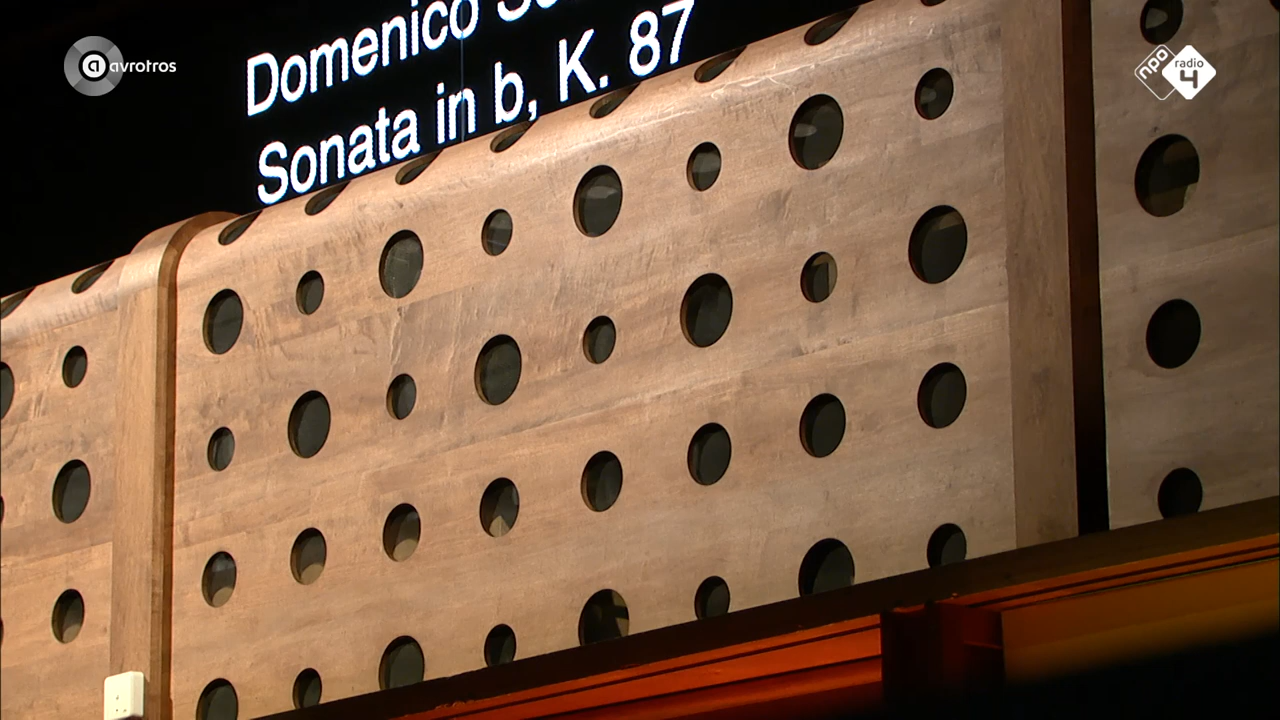 avrotros
Domenico
Sonata in b, K. 87
npo
radio
4